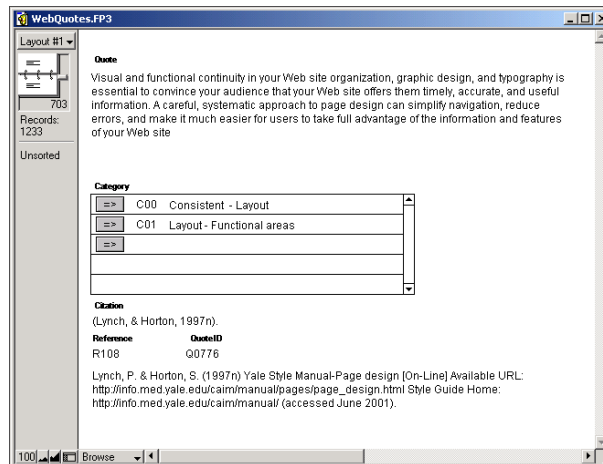 WebQuotes.FP3
Layout #1
703
Records:
1233
Unsorted
Quote
Visual and functional continuity in your Web site organization, graphic design, and typography is
essential to convince your audience that your Web site offers them timely, accurate, and useful
information. A careful, systematic approach to page design can simplify navigation, reduce
errors, and make it much easier for users to take full advantage of the information and features
of your Web site
Category
=> C00 Consistent - Layout
=> C01 Layout - Functional areas
=>
Citation
(Lynch, & Horton, 1997n).
Reference QuoteID
R108 Q0776
Lynch, P. & Horton, S. (1997n) Yale Style Manual-Page design [On-Line] Available URL:
http://info.med.yale.edu/caim/manual/pages/page_design.html Style Guide Home:
http://info.med.yale.edu/caim/manual/ (accessed June 2001).
100 Browse